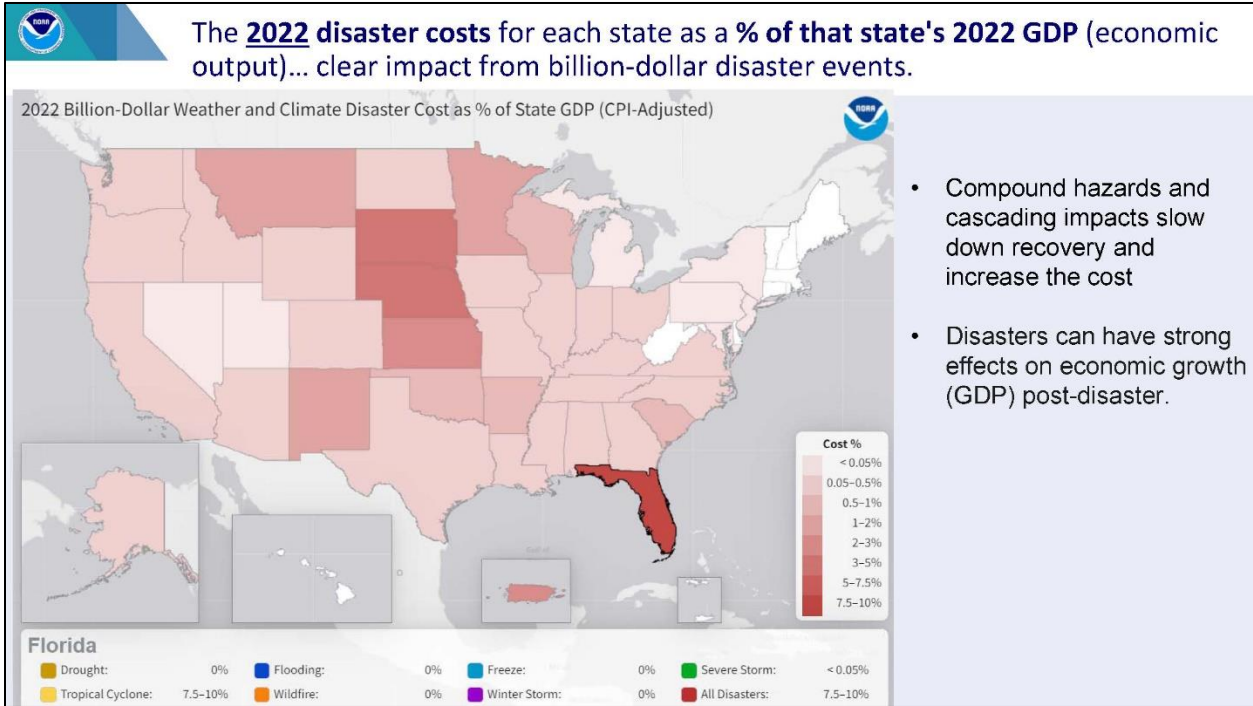 NOAA
The 2022 disaster costs for each state as a % of that state's 2022 GDP (economic
output)... clear impact from billion-dollar disaster events.
2022 Billion-Dollar Weather and Climate Disaster Cost as % of State GDP (CPI-Adjusted)
NOAA
• Compound hazards and
cascading impacts slow
down recovery and
increase the cost
• Disasters can have strong
effects on economic growth
(GDP) post-disaster.
Cost %
<0.05%
0.05–0.5%
0.5–1%
1–2%
2–3%
3–5%
5–7.5%
7.5–10%
Florida
Drought: 0% Flooding: 0% Freeze: 0% Severe Storm: <0.05%
Tropical Cyclone: 7.5–10% Wildfire: 0% Winter Storm: 0% All Disasters: 7.5–10%